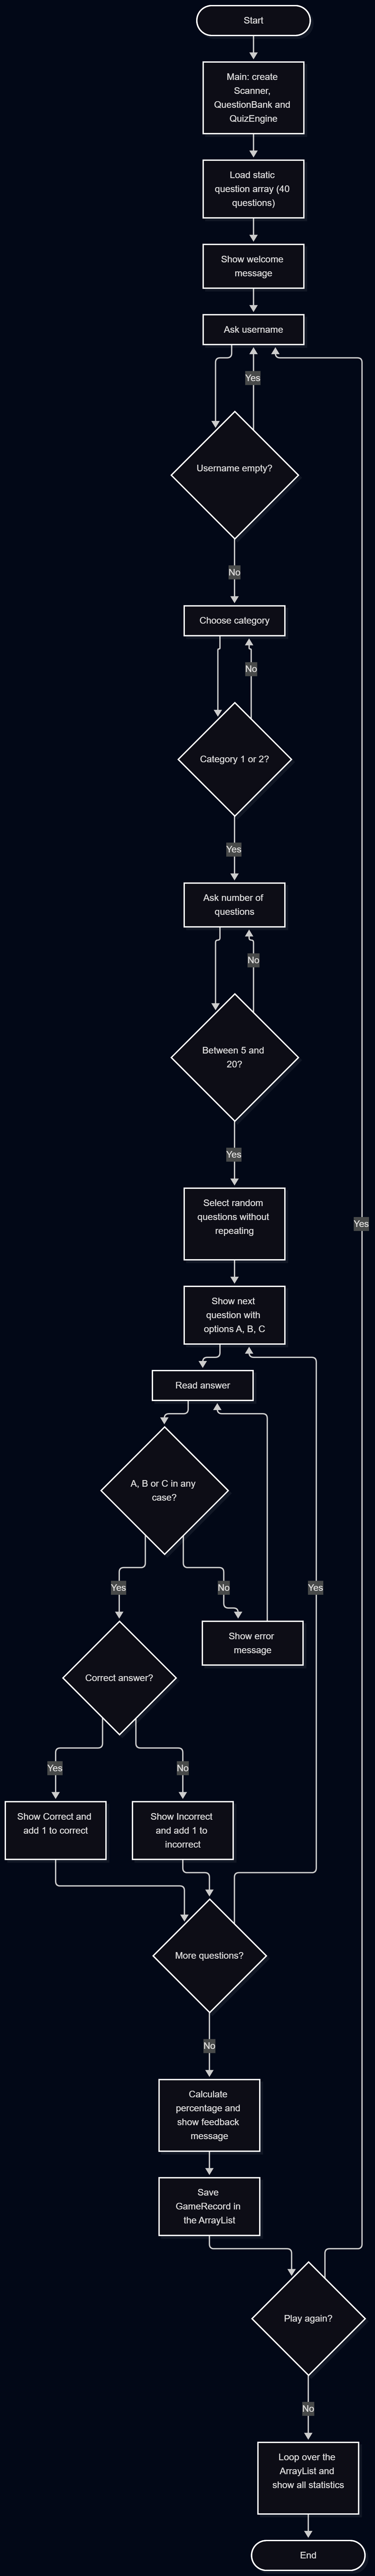 Start
Main: create
Scanner,
QuestionBank and
QuizEngine
Load static
question array (40
questions)
Show welcome
message
Ask username
Yes
Username empty?
No
Choose category
No
Category 1 or 2?
Yes
Ask number of
questions
No
Between 5 and
20?
Yes
Select random
questions without
repeating
Yes
Show next
question with
options A, B, C
Read answer
A, B or C in any
case?
Yes
No
Yes
Show error
message
Correct answer?
Yes
No
Show Correct and
add 1 to correct
Show Incorrect
and add 1 to
incorrect
More questions?
No
Calculate
percentage and
show feedback
message
Save
GameRecord in
the ArrayList
Play again?
No
Loop over the
ArrayList and
show all statistics
End